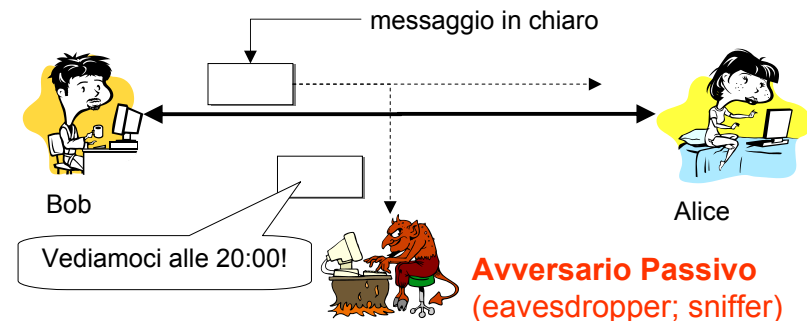 messaggio in chiaro
Bob
Alice
Vediamoci alle 20:00!
Avversario Passivo
(eavesdropper; sniffer)